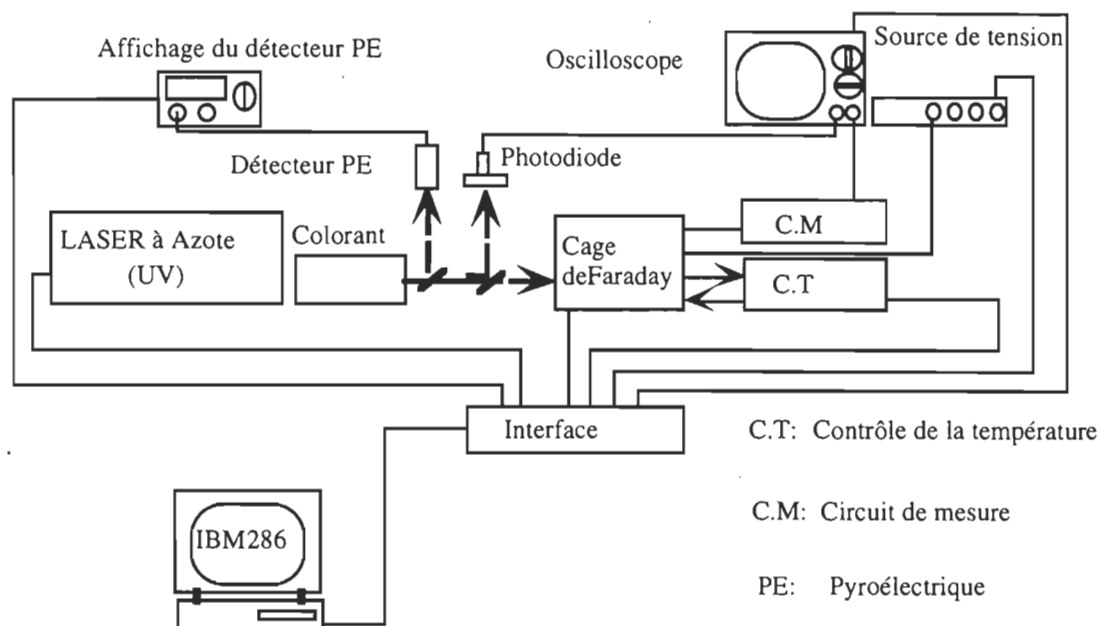 Affichage du détecteur PE
Oscilloscope
Source de tension
Détecteur PE
Photodiode
LASER à Azote
(UV)
Colorant
Cage
deFaraday
C.M
C.T
Interface
C.T: Contrôle de la température
C.M: Circuit de mesure
IBM286
PE: Pyroélectrique